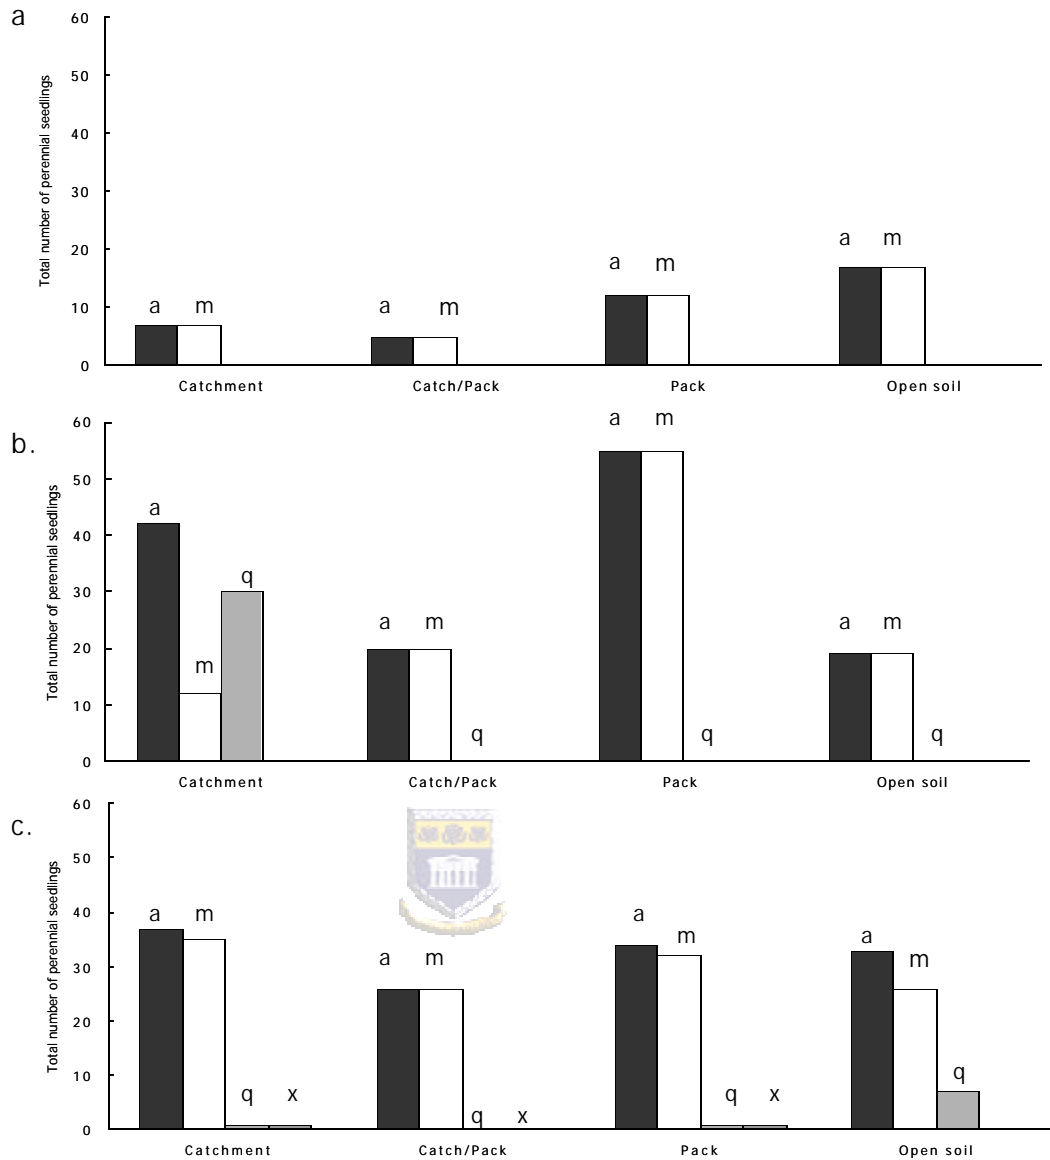 a
Total number of perennial seedlings
60
50
40
30
20
10
0
a m a m a m a m
Catchment Catch/Pack Pack Open soil
b.
Total number of perennial seedlings
60
50
40
30
20
10
0
a m q a m q a m q a m q
Catchment Catch/Pack Pack Open soil
c.
Total number of perennial seedlings
60
50
40
30
20
10
0
a m q x a m q x a m q x a m q
Catchment Catch/Pack Pack Open soil